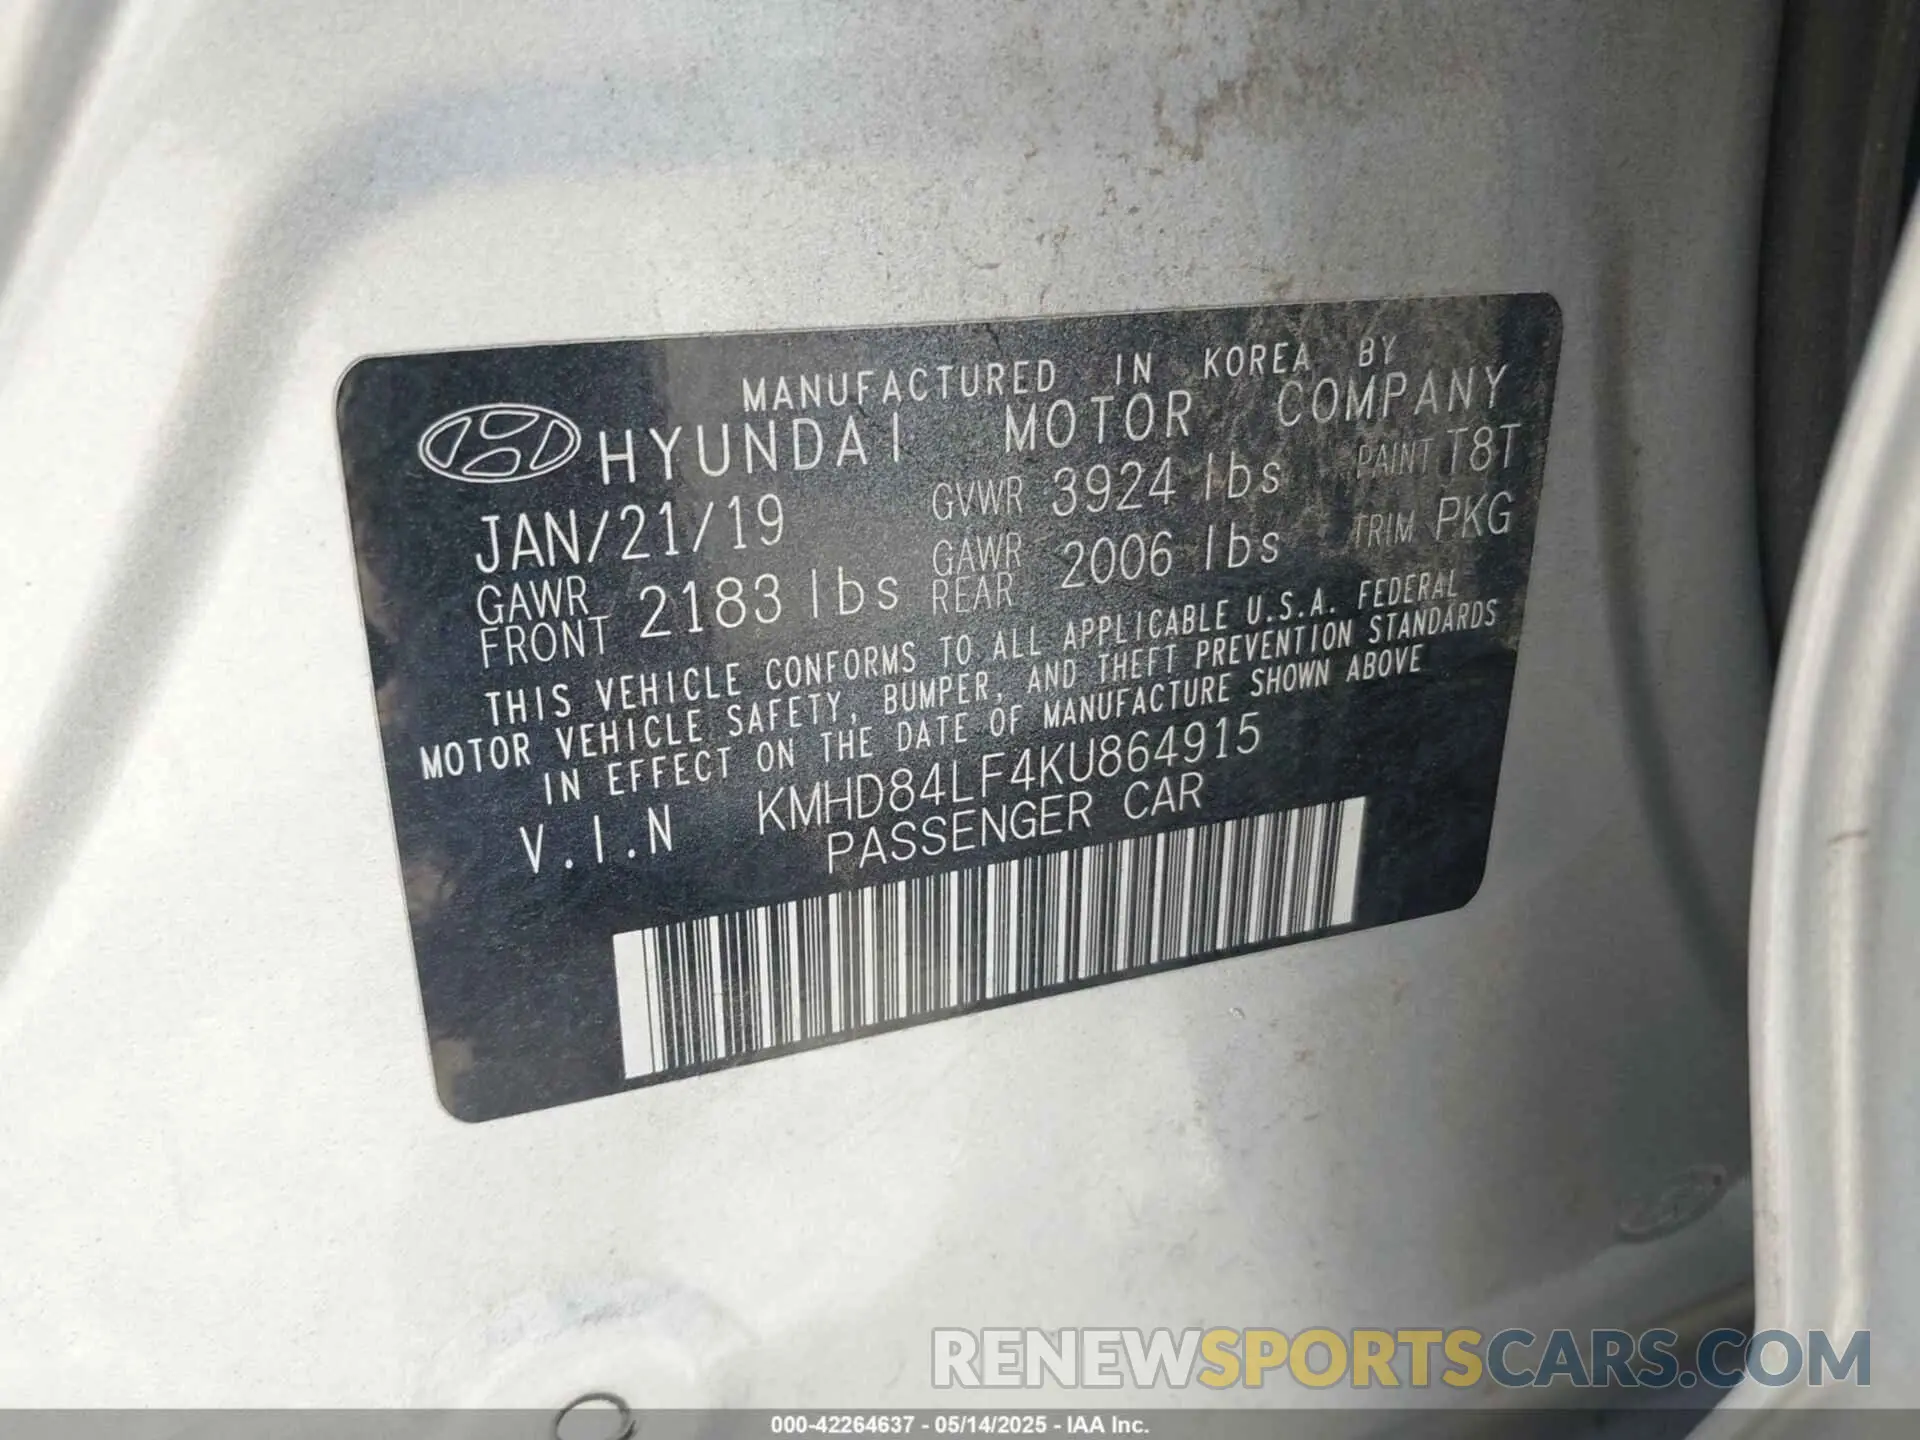 MANUFACTURED IN KOREA BY
HYUNDAI MOTOR COMPANY
JAN/21/19 GVWR 3924 lbs PAINT T8T
GAWR FRONT 2183 lbs GAWR REAR 2006 lbs TRIM PKG
THIS VEHICLE CONFORMS TO ALL APPLICABLE U.S.A. FEDERAL
MOTOR VEHICLE SAFETY, BUMPER, AND THEFT PREVENTION STANDARDS
IN EFFECT ON THE DATE OF MANUFACTURE SHOWN ABOVE
V.I.N KMHD84LF4KU864915
PASSENGER CAR
RENEWSPORTSCARS.COM
000-42264637 - 05/14/2025 - IAA Inc.